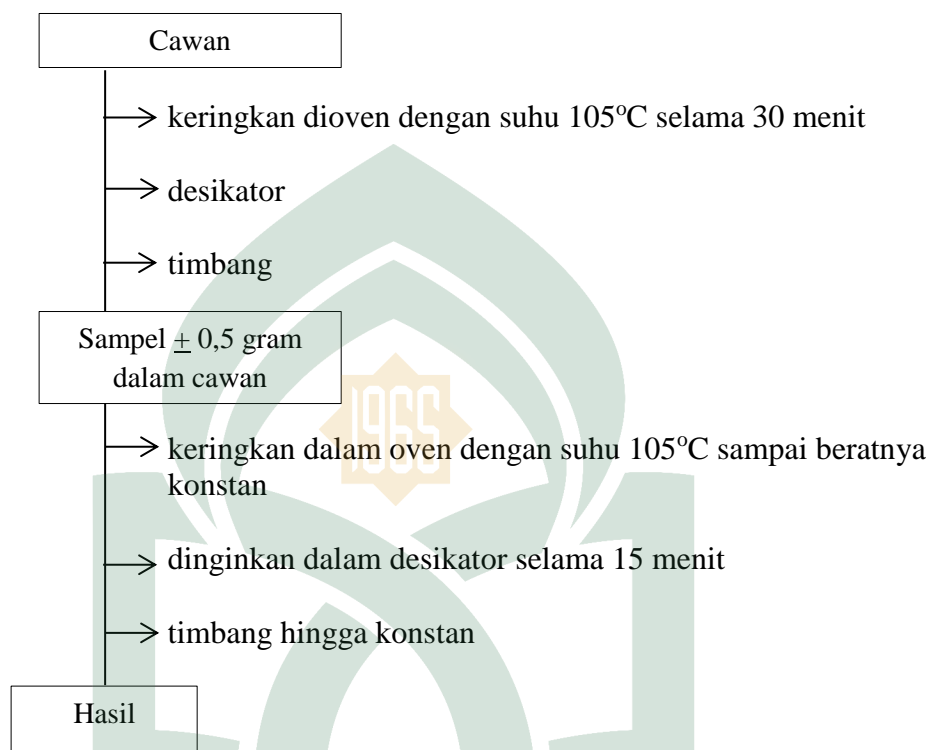 Cawan
keringkan dioven dengan suhu 105°C selama 30 menit
desikator
timbang
Sampel ± 0,5 gram
dalam cawan
1965
keringkan dalam oven dengan suhu 105°C sampai beratnya
konstan
dinginkan dalam desikator selama 15 menit
timbang hingga konstan
Hasil